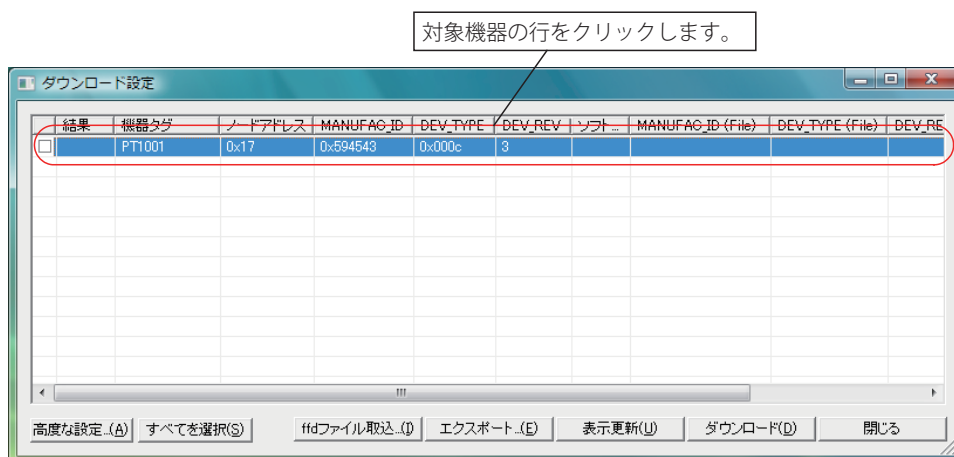 対象機器の行をクリックします。
ダウンロード設定
結果 機器タグ ノードアドレス MANUFAC_ID DEV_TYPE DEV_REV ソフト... MANUFAC_ID (File) DEV_TYPE (File) DEV_RE
PT1001 0x17 0x594543 0x000c 3
高度な設定...(A) すべてを選択(S) ffdファイル取込...(I) エクスポート...(E) 表示更新(U) ダウンロード(D) 閉じる